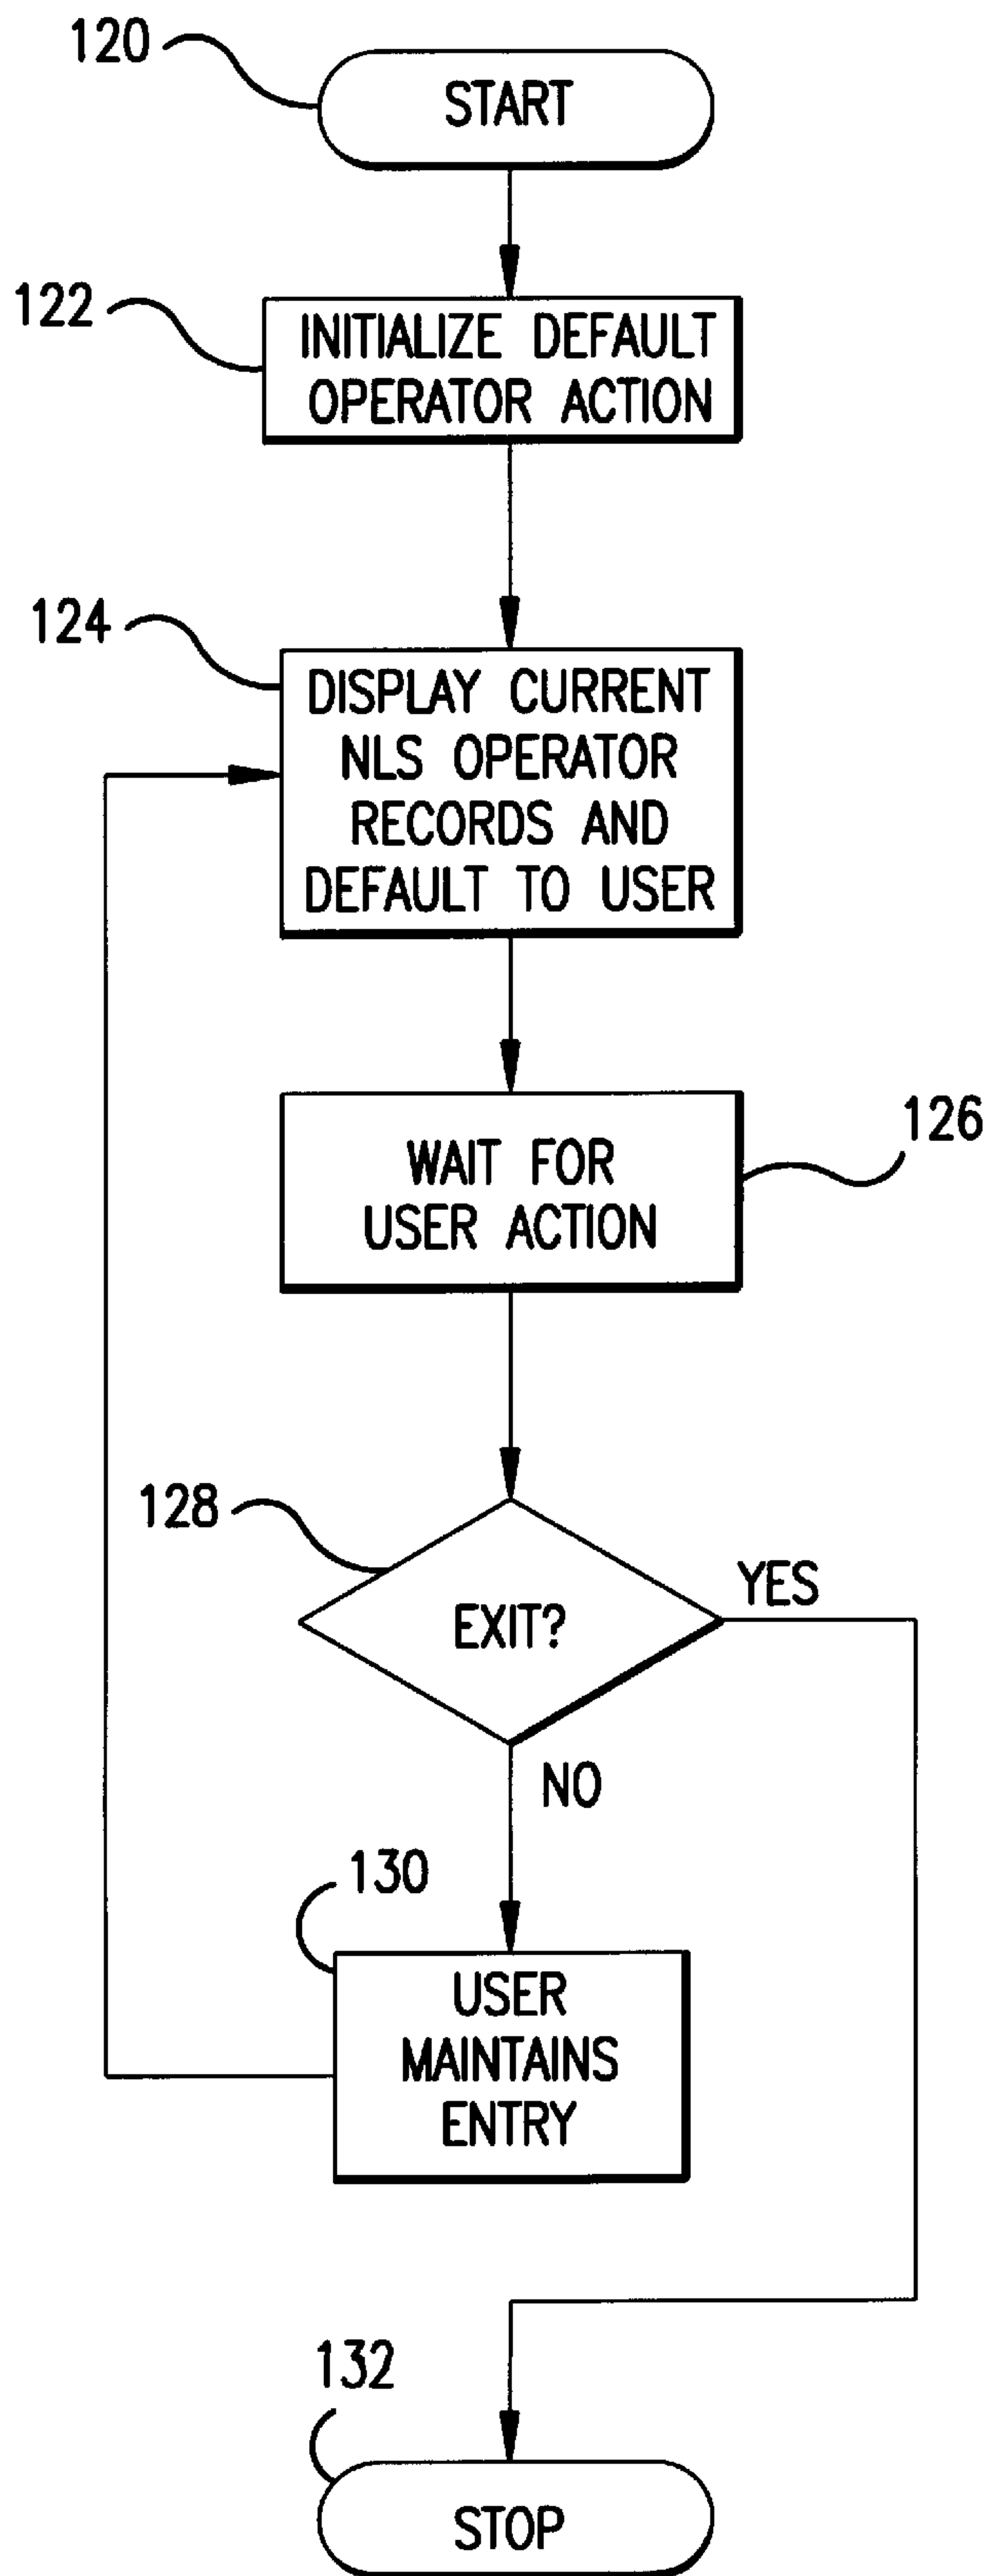 120
START
122
INITIALIZE DEFAULT
OPERATOR ACTION
124
DISPLAY CURRENT
NLS OPERATOR
RECORDS AND
DEFAULT TO USER
126
WAIT FOR
USER ACTION
128
EXIT?
YES
NO
130
USER
MAINTAINS
ENTRY
132
STOP